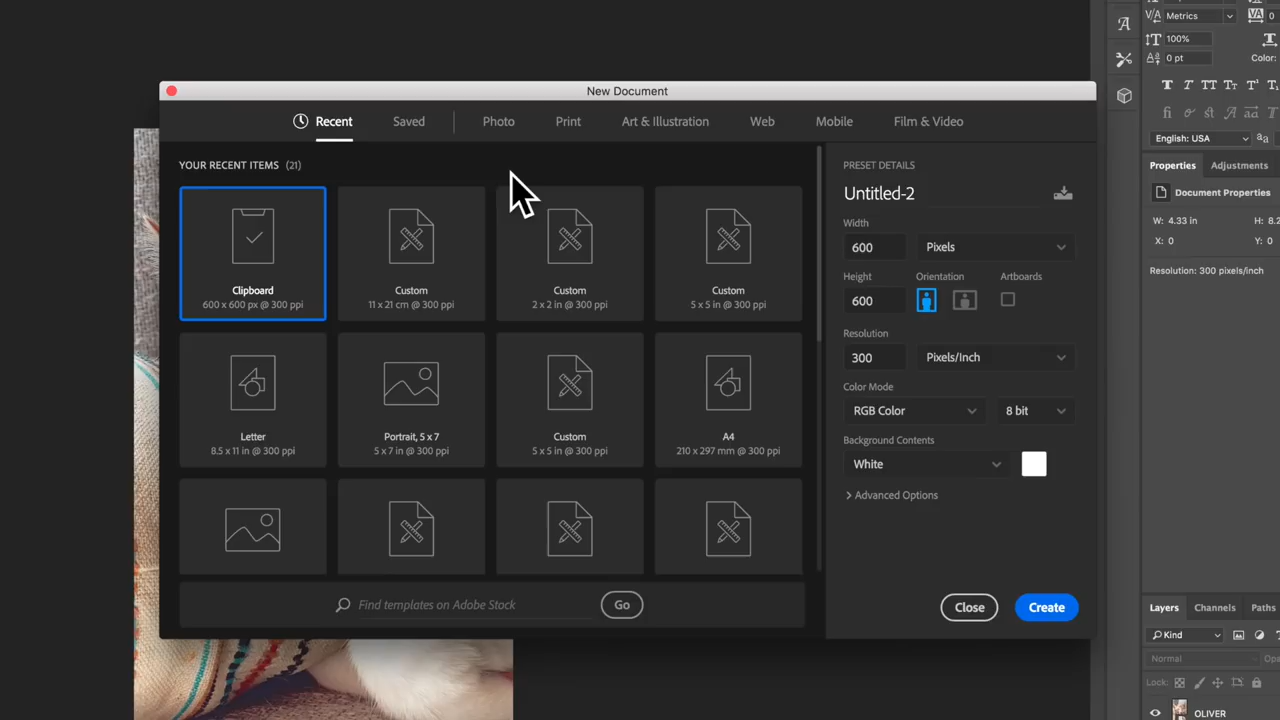 New Document
Recent
Saved
Photo
Print
Art & Illustration
Web
Mobile
Film & Video
YOUR RECENT ITEMS (21)
Clipboard
600 x 600 px @ 300 ppi
Custom
11 x 21 cm @ 300 ppi
Custom
2 x 2 in @ 300 ppi
Custom
5 x 5 in @ 300 ppi
Letter
8.5 x 11 in @ 300 ppi
Portrait, 5 x 7
5 x 7 in @ 300 ppi
Custom
5 x 5 in @ 300 ppi
A4
210 x 297 mm @ 300 ppi
Find templates on Adobe Stock
Go
PRESET DETAILS
Untitled-2
Width
600
Pixels
Height
Orientation
Artboards
600
Resolution
300
Pixels/Inch
Color Mode
RGB Color
8 bit
Background Contents
White
Advanced Options
Close
Create
Metrics
0
100%
0 pt
Color:
English: USA
Properties
Adjustments
Document Properties
W: 4.33 in
X: 0
Y: 0
Resolution: 300 pixels/inch
Layers
Channels
Paths
Kind
Normal
Lock:
OLIVER